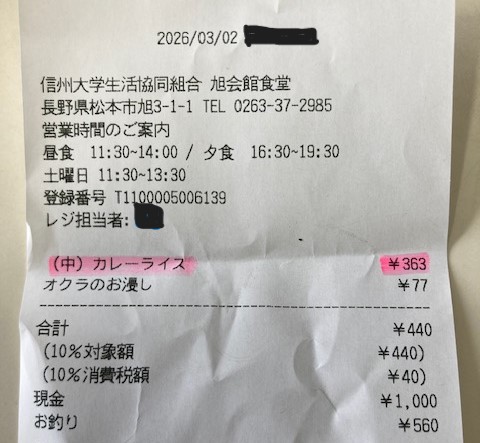 2026/03/02
信州大学生活協同組合 旭会館食堂
長野県松本市旭3-1-1 TEL 0263-37-2985
営業時間のご案内
昼食 11:30~14:00 / 夕食 16:30~19:30
土曜日 11:30~13:30
登録番号 T1100005006139
レジ担当者:
(中) カレーライス ¥363
オクラのお浸し ¥77
合計 ¥440
(10%対象額 ¥440)
(10%消費税額 ¥40)
現金 ¥1,000
お釣り ¥560